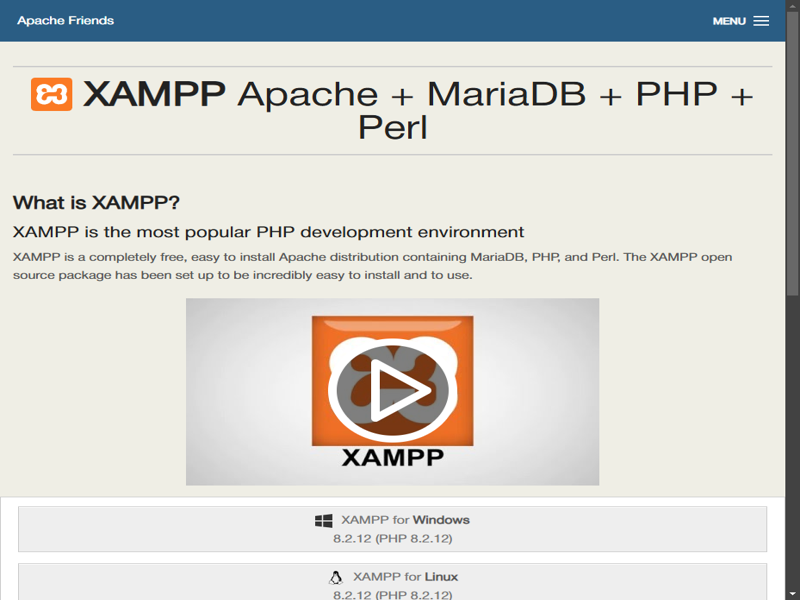 Apache Friends
MENU
XAMPP Apache + MariaDB + PHP +
Perl
What is XAMPP?
XAMPP is the most popular PHP development environment
XAMPP is a completely free, easy to install Apache distribution containing MariaDB, PHP, and Perl. The XAMPP open
source package has been set up to be incredibly easy to install and to use.
XAMPP
XAMPP for Windows
8.2.12 (PHP 8.2.12)
XAMPP for Linux
8.2.12 (PHP 8.2.12)